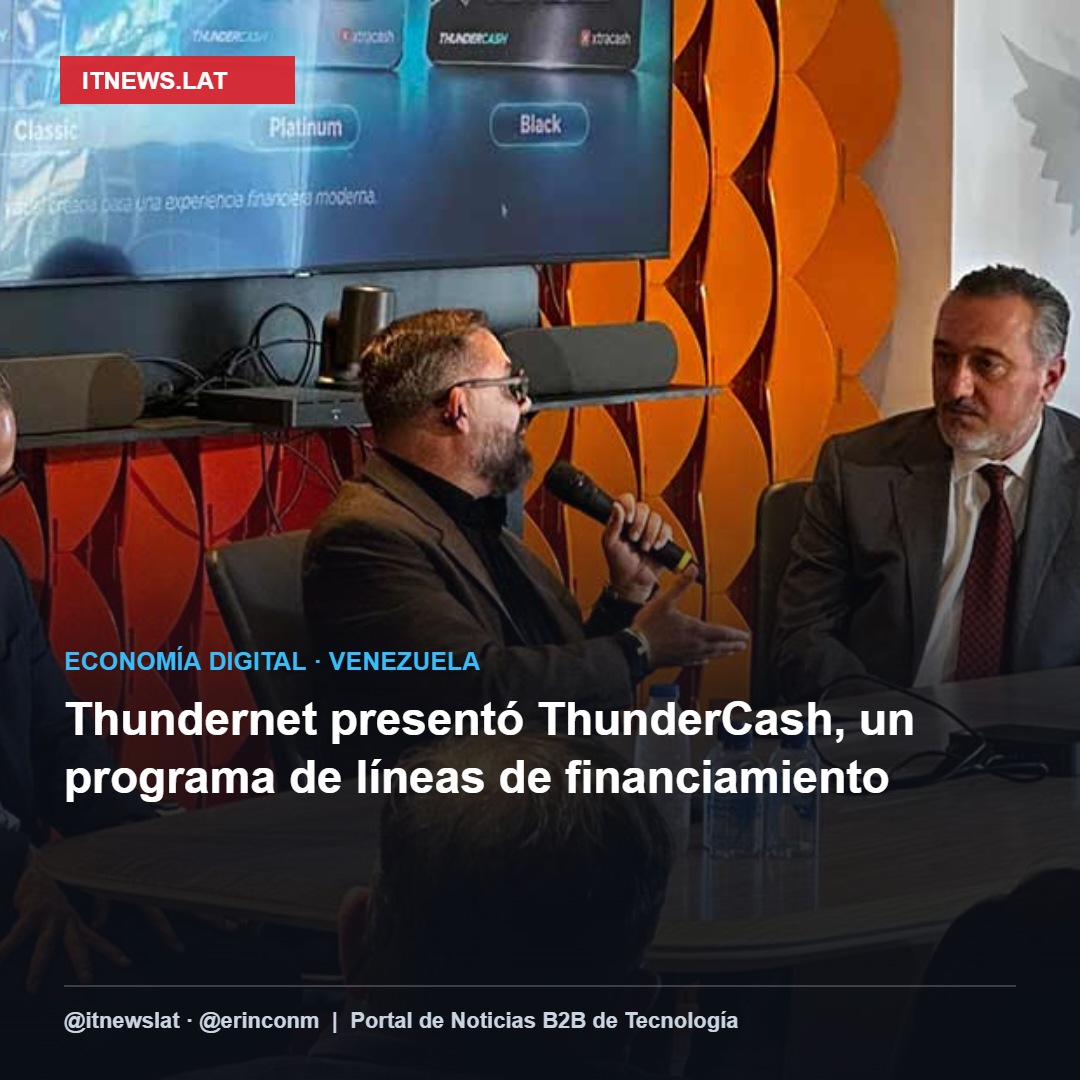 THUNDERCASH xtracash THUNDERCASH xtracash
ITNEWS.LAT
Classic Platinum Black
creada para una experiencia financiera moderna.
ECONOMÍA DIGITAL · VENEZUELA
Thundernet presentó ThunderCash, un
programa de líneas de financiamiento
@itnewslat · @erinconm | Portal de Noticias B2B de Tecnología